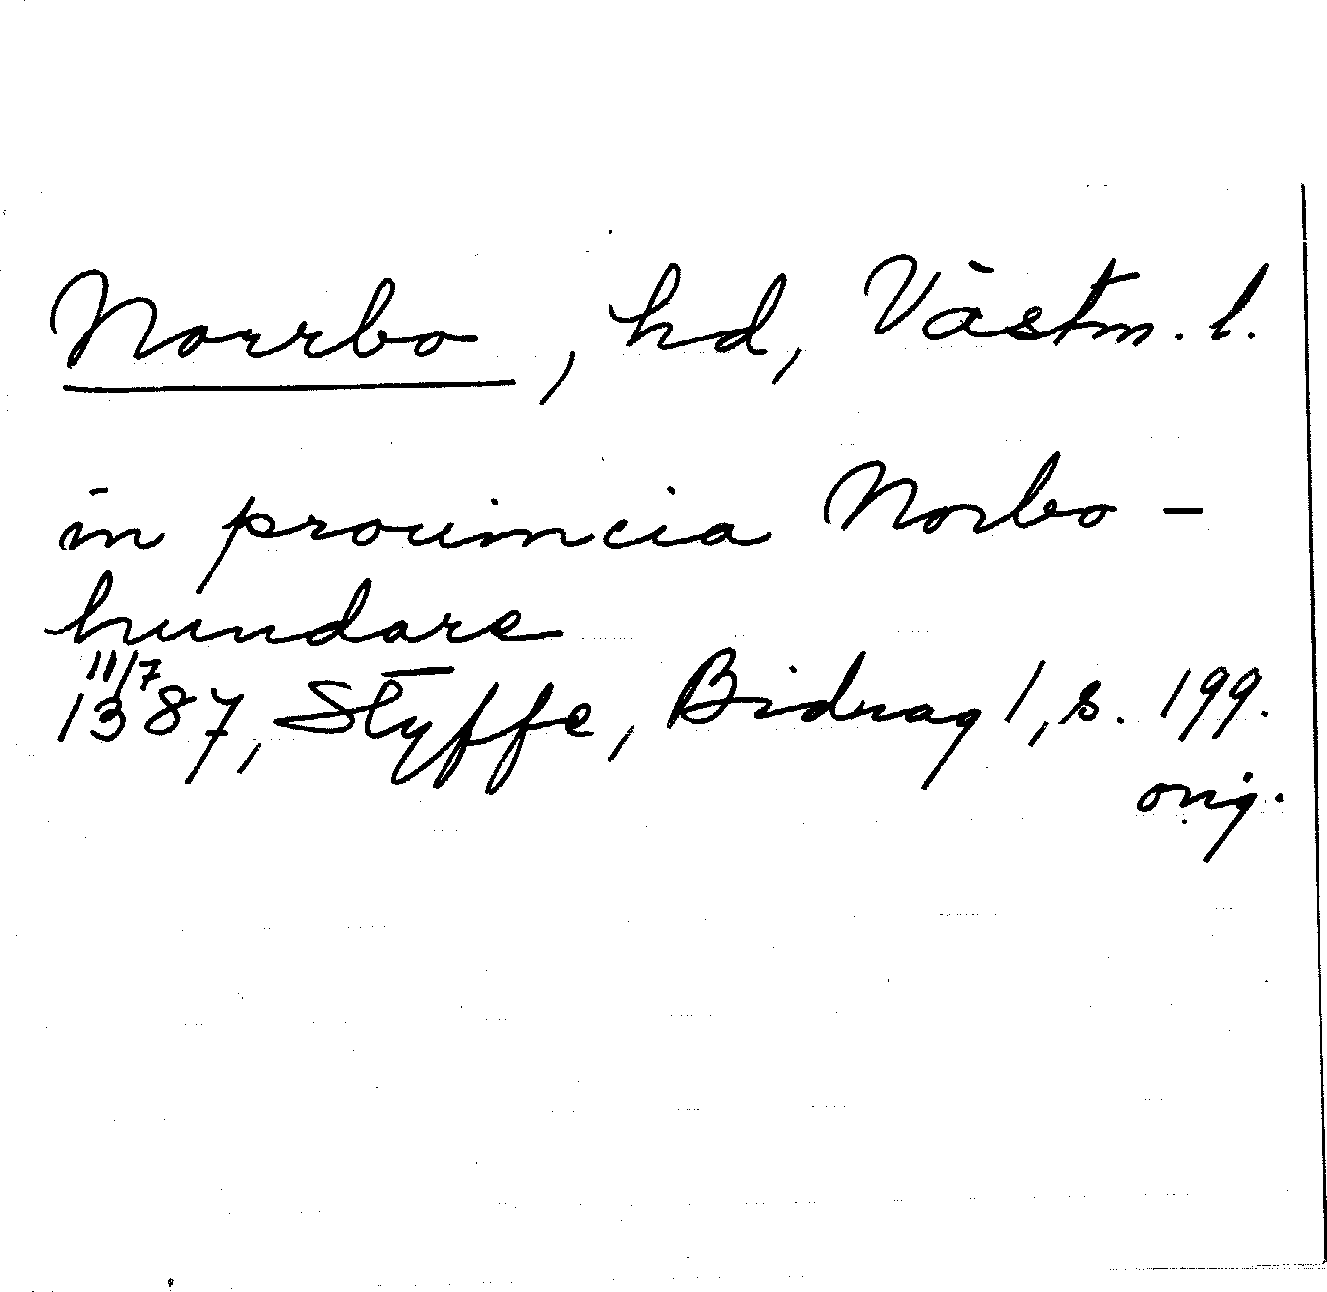 Norrbo, hd, Västm. l.
in prouincia Norbo-
hundare
11/7
1387, Styffe, Bidrag 1, s. 199.
orig.